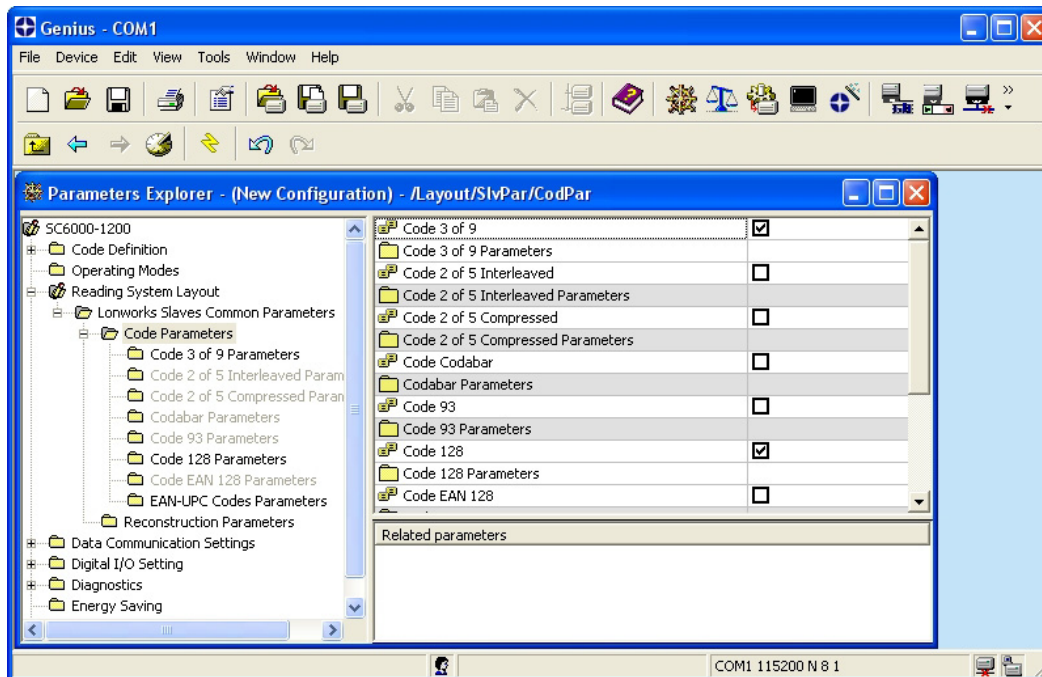 Genius - COM1
File Device Edit View Tools Window Help
Parameters Explorer - (New Configuration) - /Layout/SlvPar/CodPar
SC6000-1200
Code Definition
Operating Modes
Reading System Layout
Lonworks Slaves Common Parameters
Code Parameters
Code 3 of 9 Parameters
Code 2 of 5 Interleaved Param
Code 2 of 5 Compressed Paran
Codabar Parameters
Code 93 Parameters
Code 128 Parameters
Code EAN 128 Parameters
EAN-UPC Codes Parameters
Reconstruction Parameters
Data Communication Settings
Digital I/O Setting
Diagnostics
Energy Saving
Code 3 of 9
Code 3 of 9 Parameters
Code 2 of 5 Interleaved
Code 2 of 5 Interleaved Parameters
Code 2 of 5 Compressed
Code 2 of 5 Compressed Parameters
Code Codabar
Codabar Parameters
Code 93
Code 93 Parameters
Code 128
Code 128 Parameters
Code EAN 128
Related parameters
COM1 115200 N 8 1